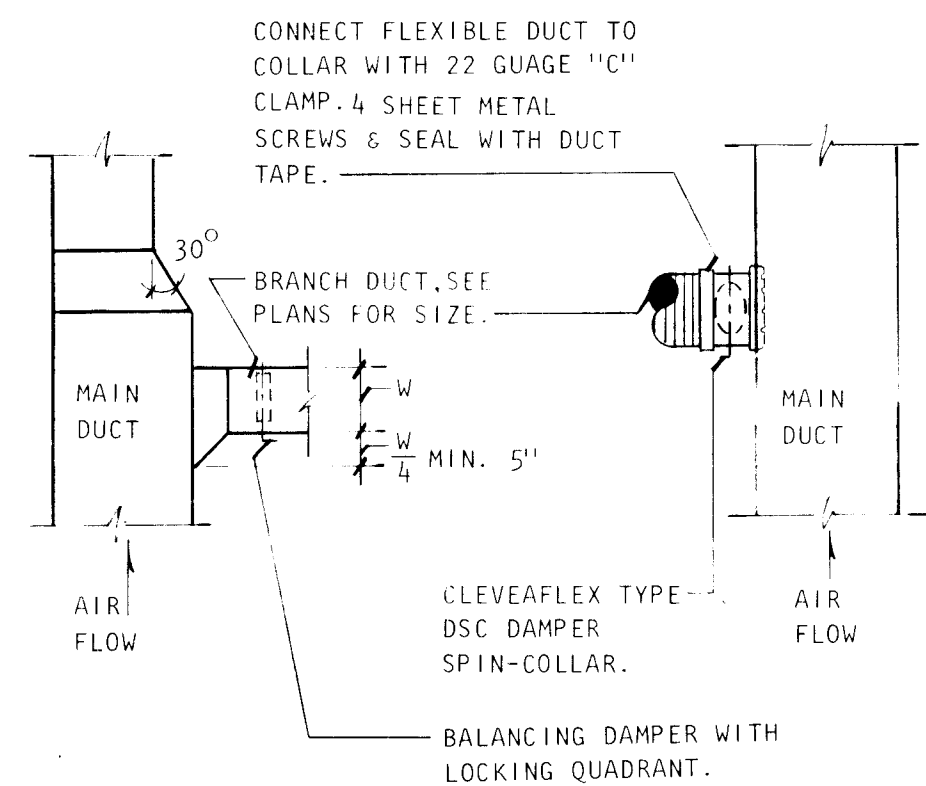 CONNECT FLEXIBLE DUCT TO
COLLAR WITH 22 GUAGE "C"
CLAMP. 4 SHEET METAL
SCREWS & SEAL WITH DUCT
TAPE.
30°
BRANCH DUCT, SEE
PLANS FOR SIZE.
MAIN
DUCT
W
W/4 MIN. 5"
MAIN
DUCT
AIR
FLOW
CLEVEAFLEX TYPE
DSC DAMPER
SPIN-COLLAR.
AIR
FLOW
BALANCING DAMPER WITH
LOCKING QUADRANT.